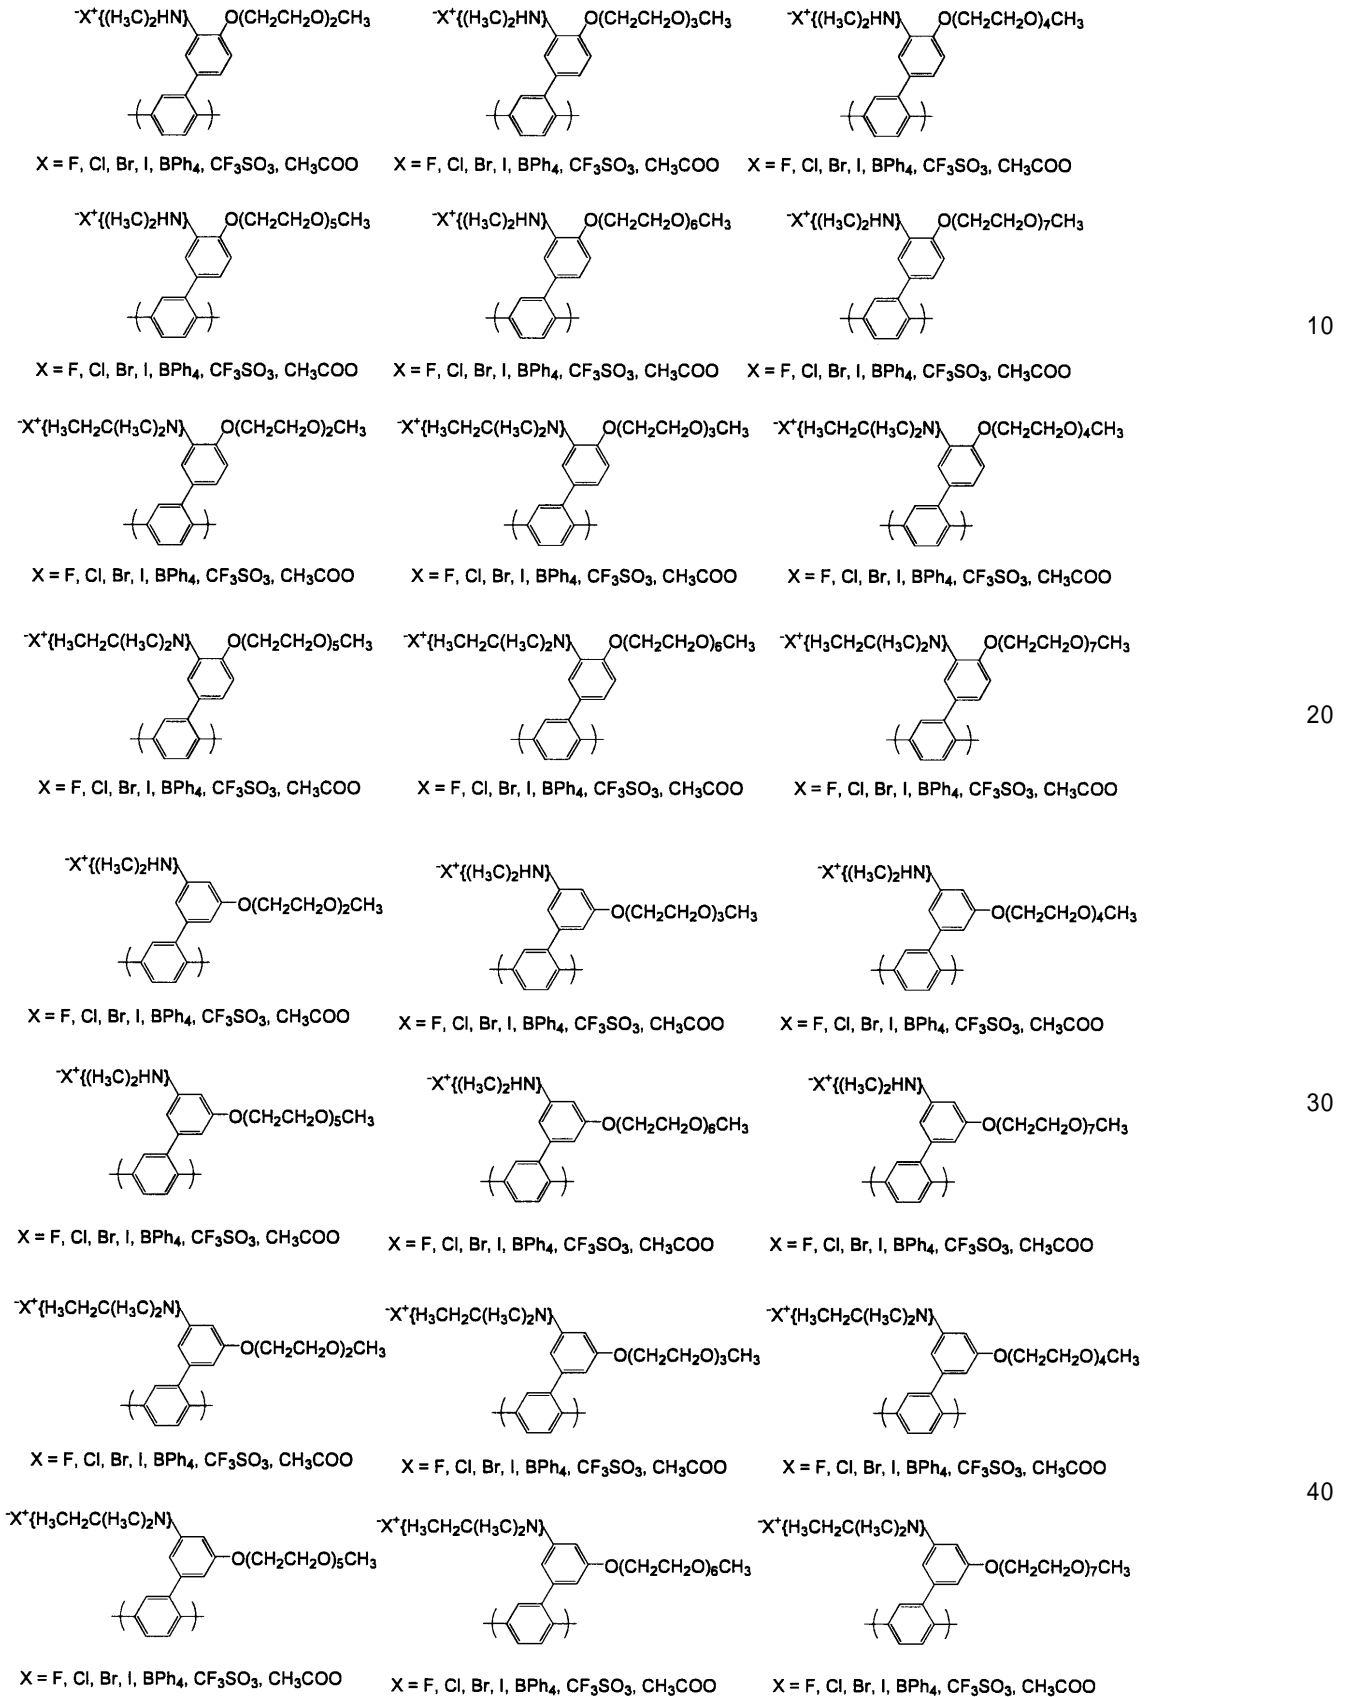 ⁻X⁺{(H₃C)₂HN} O(CH₂CH₂O)₂CH₃ ⁻X⁺{(H₃C)₂HN} O(CH₂CH₂O)₃CH₃ ⁻X⁺{(H₃C)₂HN} O(CH₂CH₂O)₄CH₃
X = F, Cl, Br, I, BPh₄, CF₃SO₃, CH₃COO X = F, Cl, Br, I, BPh₄, CF₃SO₃, CH₃COO X = F, Cl, Br, I, BPh₄, CF₃SO₃, CH₃COO
⁻X⁺{(H₃C)₂HN} O(CH₂CH₂O)₅CH₃ ⁻X⁺{(H₃C)₂HN} O(CH₂CH₂O)₆CH₃ ⁻X⁺{(H₃C)₂HN} O(CH₂CH₂O)₇CH₃
10
X = F, Cl, Br, I, BPh₄, CF₃SO₃, CH₃COO X = F, Cl, Br, I, BPh₄, CF₃SO₃, CH₃COO X = F, Cl, Br, I, BPh₄, CF₃SO₃, CH₃COO
⁻X⁺{H₃CH₂C(H₃C)₂N} O(CH₂CH₂O)₂CH₃ ⁻X⁺{H₃CH₂C(H₃C)₂N} O(CH₂CH₂O)₃CH₃ ⁻X⁺{H₃CH₂C(H₃C)₂N} O(CH₂CH₂O)₄CH₃
X = F, Cl, Br, I, BPh₄, CF₃SO₃, CH₃COO X = F, Cl, Br, I, BPh₄, CF₃SO₃, CH₃COO X = F, Cl, Br, I, BPh₄, CF₃SO₃, CH₃COO
⁻X⁺{H₃CH₂C(H₃C)₂N} O(CH₂CH₂O)₅CH₃ ⁻X⁺{H₃CH₂C(H₃C)₂N} O(CH₂CH₂O)₆CH₃ ⁻X⁺{H₃CH₂C(H₃C)₂N} O(CH₂CH₂O)₇CH₃
20
X = F, Cl, Br, I, BPh₄, CF₃SO₃, CH₃COO X = F, Cl, Br, I, BPh₄, CF₃SO₃, CH₃COO X = F, Cl, Br, I, BPh₄, CF₃SO₃, CH₃COO
⁻X⁺{(H₃C)₂HN} ⁻X⁺{(H₃C)₂HN} ⁻X⁺{(H₃C)₂HN}
O(CH₂CH₂O)₂CH₃ O(CH₂CH₂O)₃CH₃ O(CH₂CH₂O)₄CH₃
X = F, Cl, Br, I, BPh₄, CF₃SO₃, CH₃COO X = F, Cl, Br, I, BPh₄, CF₃SO₃, CH₃COO X = F, Cl, Br, I, BPh₄, CF₃SO₃, CH₃COO
⁻X⁺{(H₃C)₂HN} ⁻X⁺{(H₃C)₂HN} ⁻X⁺{(H₃C)₂HN}
30
O(CH₂CH₂O)₅CH₃ O(CH₂CH₂O)₆CH₃ O(CH₂CH₂O)₇CH₃
X = F, Cl, Br, I, BPh₄, CF₃SO₃, CH₃COO X = F, Cl, Br, I, BPh₄, CF₃SO₃, CH₃COO X = F, Cl, Br, I, BPh₄, CF₃SO₃, CH₃COO
⁻X⁺{H₃CH₂C(H₃C)₂N} ⁻X⁺{H₃CH₂C(H₃C)₂N} ⁻X⁺{H₃CH₂C(H₃C)₂N}
O(CH₂CH₂O)₂CH₃ O(CH₂CH₂O)₃CH₃ O(CH₂CH₂O)₄CH₃
X = F, Cl, Br, I, BPh₄, CF₃SO₃, CH₃COO X = F, Cl, Br, I, BPh₄, CF₃SO₃, CH₃COO X = F, Cl, Br, I, BPh₄, CF₃SO₃, CH₃COO
40
⁻X⁺{H₃CH₂C(H₃C)₂N} ⁻X⁺{H₃CH₂C(H₃C)₂N} ⁻X⁺{H₃CH₂C(H₃C)₂N}
O(CH₂CH₂O)₅CH₃ O(CH₂CH₂O)₆CH₃ O(CH₂CH₂O)₇CH₃
X = F, Cl, Br, I, BPh₄, CF₃SO₃, CH₃COO X = F, Cl, Br, I, BPh₄, CF₃SO₃, CH₃COO X = F, Cl, Br, I, BPh₄, CF₃SO₃, CH₃COO